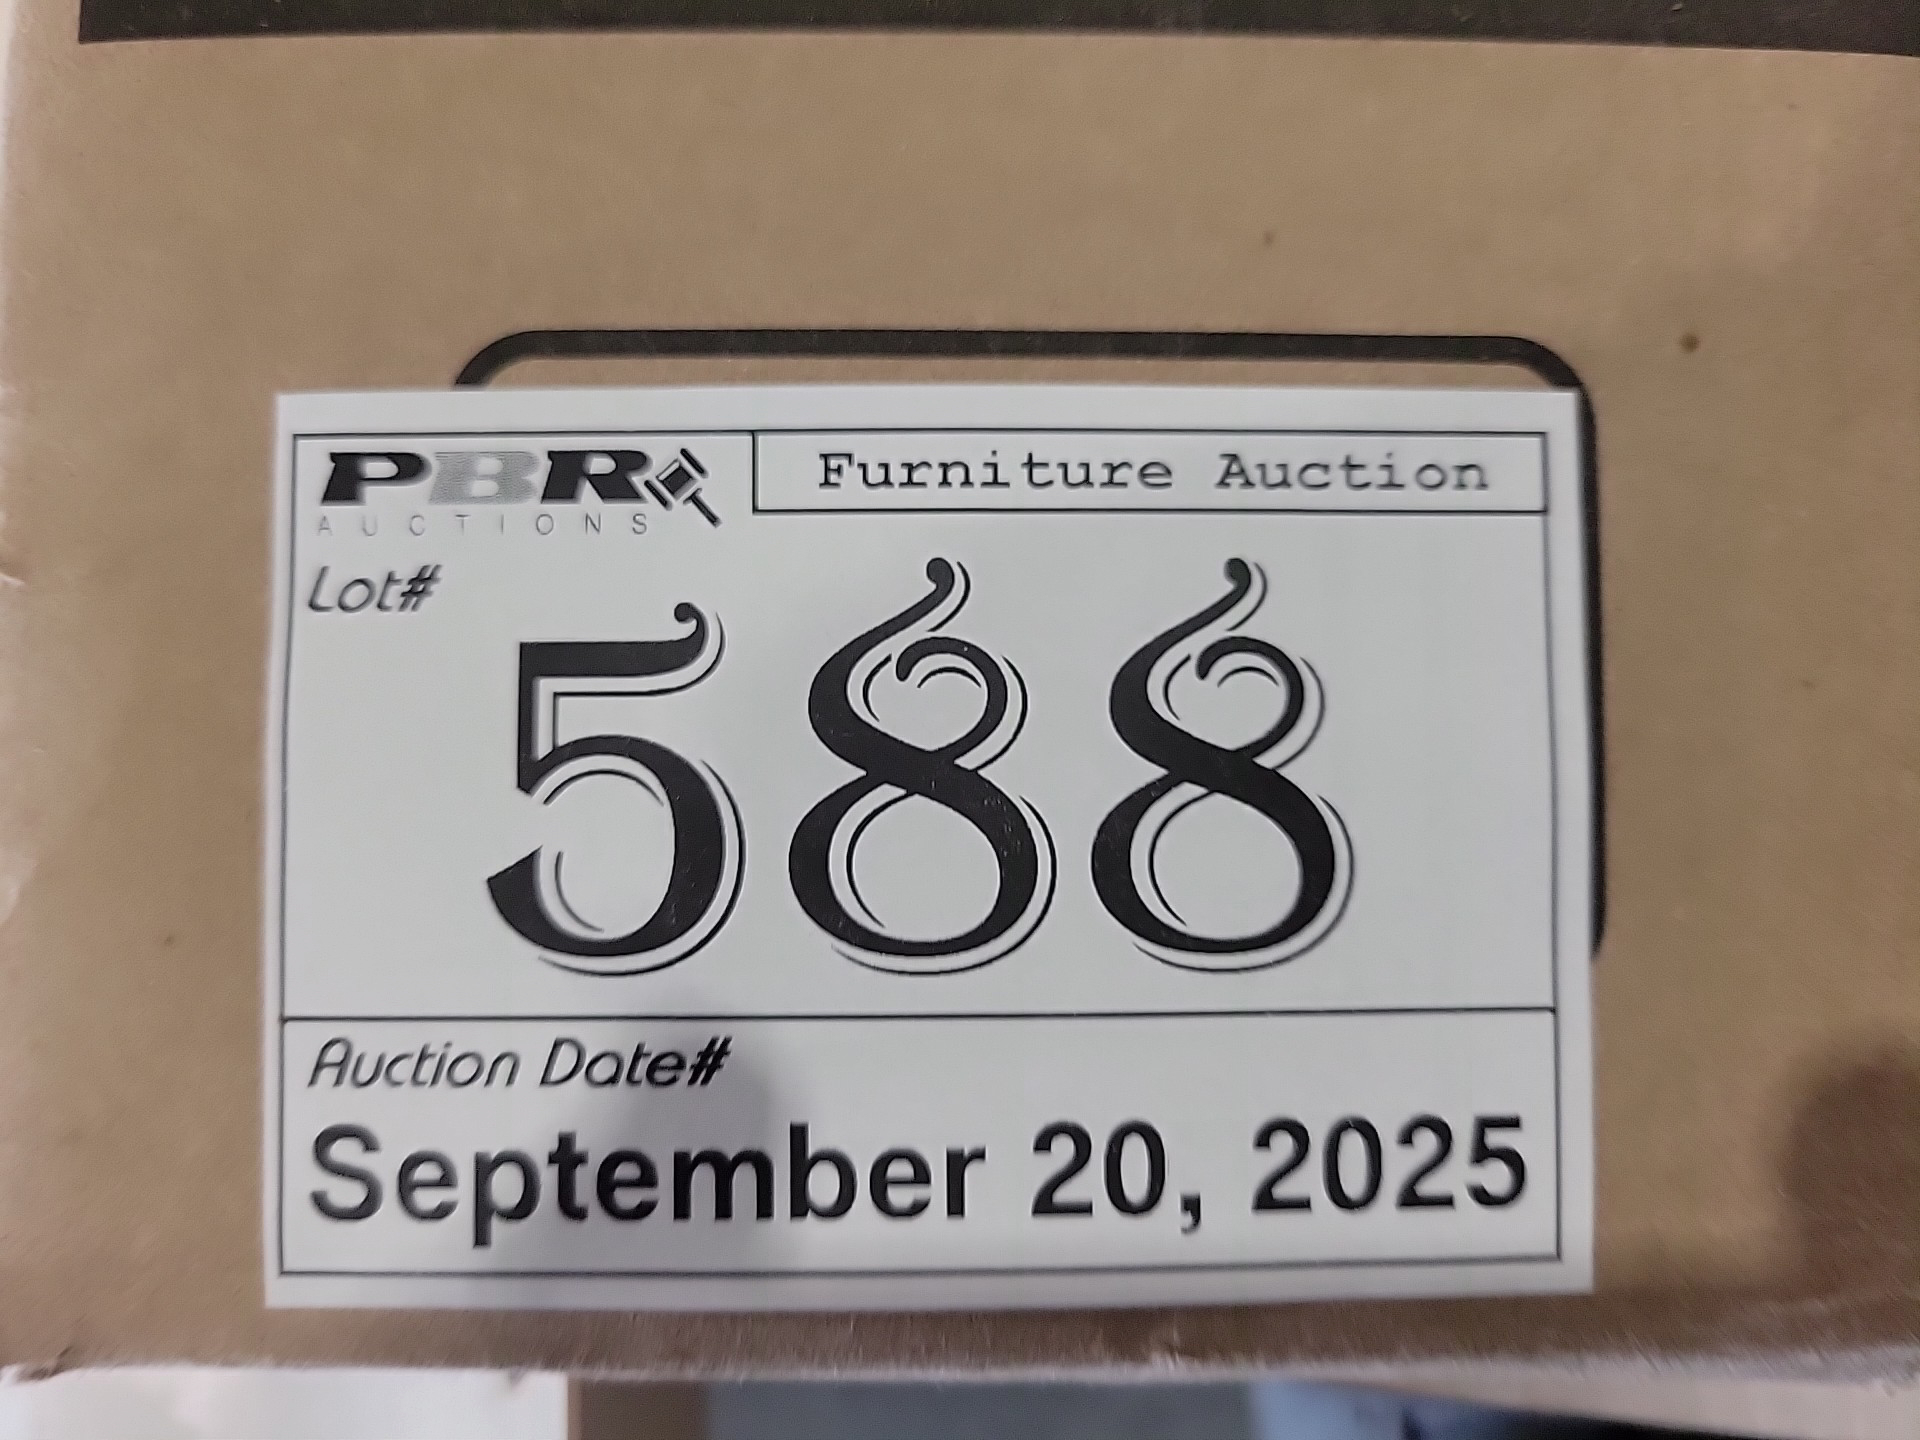 PBR
AUCTIONS
Furniture Auction
Lot#
588
Auction Date#
September 20, 2025